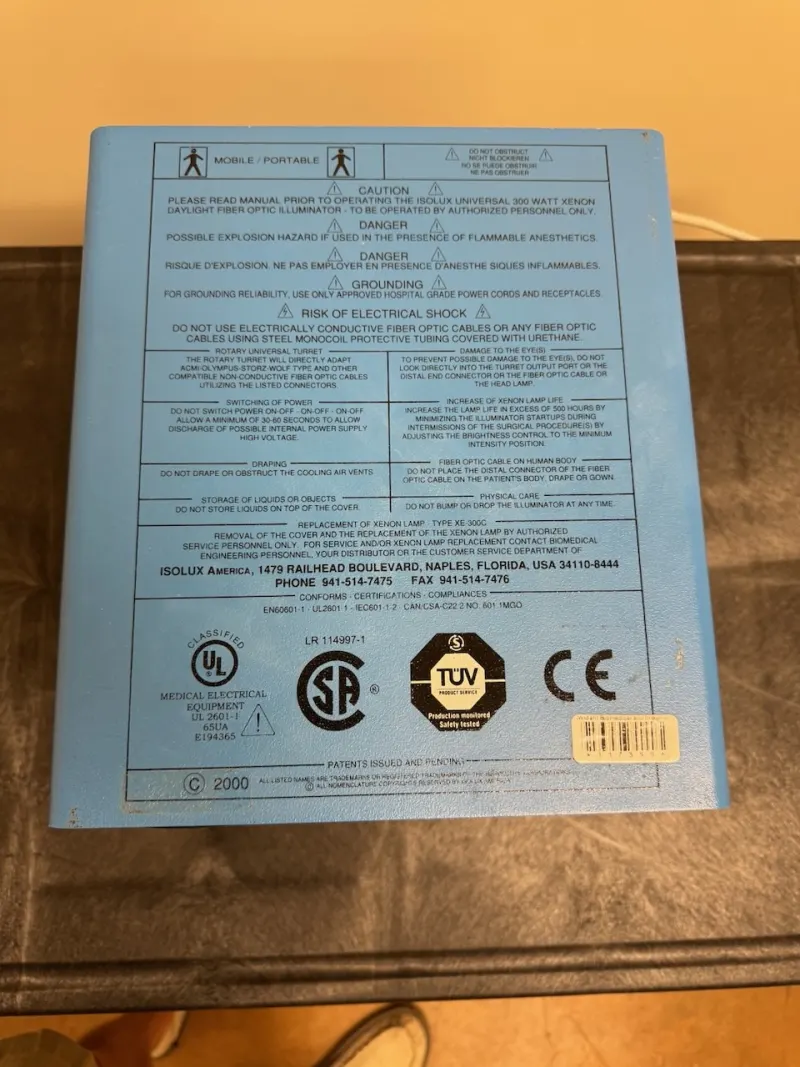 MOBILE / PORTABLE
DO NOT OBSTRUCT
NICHT BLOCKIEREN
NO SE PUEDE OBSTRUIR
NE PAS OBSTRUER
CAUTION
PLEASE READ MANUAL PRIOR TO OPERATING THE ISOLUX UNIVERSAL 300 WATT XENON
DAYLIGHT FIBER OPTIC ILLUMINATOR - TO BE OPERATED BY AUTHORIZED PERSONNEL ONLY.
DANGER
POSSIBLE EXPLOSION HAZARD IF USED IN THE PRESENCE OF FLAMMABLE ANESTHETICS.
DANGER
RISQUE D'EXPLOSION. NE PAS EMPLOYER EN PRESENCE D'ANESTHE SIQUES INFLAMMABLES.
GROUNDING
FOR GROUNDING RELIABILITY, USE ONLY APPROVED HOSPITAL GRADE POWER CORDS AND RECEPTACLES.
RISK OF ELECTRICAL SHOCK
DO NOT USE ELECTRICALLY CONDUCTIVE FIBER OPTIC CABLES OR ANY FIBER OPTIC
CABLES USING STEEL MONOCOIL PROTECTIVE TUBING COVERED WITH URETHANE.
ROTARY UNIVERSAL TURRET
THE ROTARY TURRET WILL DIRECTLY ADAPT
ACMI-OLYMPUS-STORZ-WOLF TYPE AND OTHER
COMPATIBLE NON-CONDUCTIVE FIBER OPTIC CABLES
UTILIZING THE LISTED CONNECTORS.
DAMAGE TO THE EYE(S)
TO PREVENT POSSIBLE DAMAGE TO THE EYE(S), DO NOT
LOOK DIRECTLY INTO THE TURRET OUTPUT PORT OR THE
DISTAL END CONNECTOR OR THE FIBER OPTIC CABLE OR
THE HEAD LAMP.
SWITCHING OF POWER
DO NOT SWITCH POWER ON-OFF - ON-OFF - ON-OFF
ALLOW A MINIMUM OF 30-60 SECONDS TO ALLOW
DISCHARGE OF POSSIBLE INTERNAL POWER SUPPLY
HIGH VOLTAGE.
INCREASE OF XENON LAMP LIFE
INCREASE THE LAMP LIFE IN EXCESS OF 500 HOURS BY
MINIMIZING THE ILLUMINATOR STARTUPS DURING
INTERMISSIONS OF THE SURGICAL PROCEDURE(S) BY
ADJUSTING THE BRIGHTNESS CONTROL TO THE MINIMUM
INTENSITY POSITION.
DRAPING
DO NOT DRAPE OR OBSTRUCT THE COOLING AIR VENTS
FIBER OPTIC CABLE ON HUMAN BODY
DO NOT PLACE THE DISTAL CONNECTOR OF THE FIBER
OPTIC CABLE ON THE PATIENT'S BODY, DRAPE OR GOWN.
STORAGE OF LIQUIDS OR OBJECTS
DO NOT STORE LIQUIDS ON TOP OF THE COVER.
PHYSICAL CARE
DO NOT BUMP OR DROP THE ILLUMINATOR AT ANY TIME.
REPLACEMENT OF XENON LAMP - TYPE XE 300C
REMOVAL OF THE COVER AND THE REPLACEMENT OF THE XENON LAMP BY AUTHORIZED
SERVICE PERSONNEL ONLY. FOR SERVICE AND/OR XENON LAMP REPLACEMENT CONTACT BIOMEDICAL
ENGINEERING PERSONNEL, YOUR DISTRIBUTOR OR THE CUSTOMER SERVICE DEPARTMENT OF
ISOLUX AMERICA, 1479 RAILHEAD BOULEVARD, NAPLES, FLORIDA, USA 34110-8444
PHONE 941-514-7475 FAX 941-514-7476
CONFORMS - CERTIFICATIONS - COMPLIANCES
EN60601-1 - UL2601-1 - IEC601-1-2 CAN/CSA-C22.2 NO. 601.1MGO
CLASSIFIED
UL
MEDICAL ELECTRICAL
EQUIPMENT
UL 2601-1
65UA
E194365
LR 114997-1
SA ®
TÜV
PRODUCT SERVICE
Production monitored
Safety tested
CE
PATENTS ISSUED AND PENDING
© 2000
ALL LISTED NAMES ARE TRADEMARKS OR REGISTERED TRADEMARKS
© ALL NOMENCLATURE COPYRIGHTS RESERVED BY ISOLUX